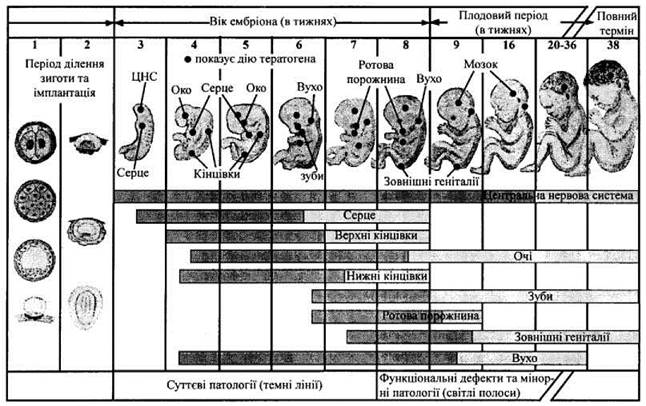 Вік ембріона (в тижнях)
Плодовий період
(в тижнях)
Повний
термін
1 2 3 4 5 6 7 8 9 16 20-36 38
Період ділення
зиготи та
імплантація
• показує дію тератогена
ЦНС
Серце
Око
Серце
Око
Кінцівки
Вухо
зуби
Ротова
порожнина
Вухо
Зовнішні геніталії
Мозок
Центральна нервова система
Серце
Верхні кінцівки
Очі
Нижні кінцівки
Зуби
Ротова порожнина
Зовнішні геніталії
Вухо
Суттєві патології (темні лінії)
Функціональні дефекти та мінор-
ні патології (світлі полоси)